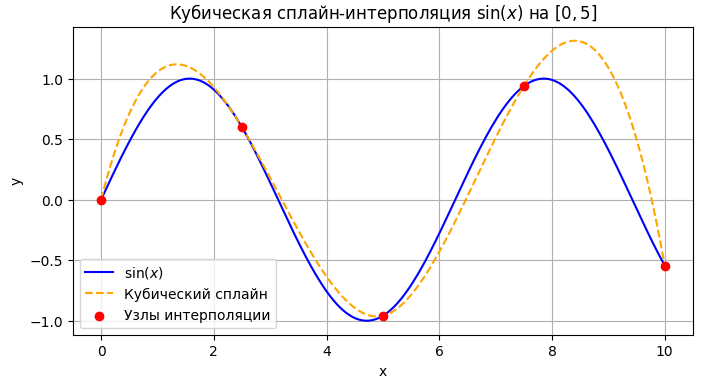 Кубическая сплайн-интерполяция sin(x) на [0, 5]
y
1.0
0.5
0.0
−0.5
−1.0
sin(x)
Кубический сплайн
Узлы интерполяции
0 2 4 6 8 10
x